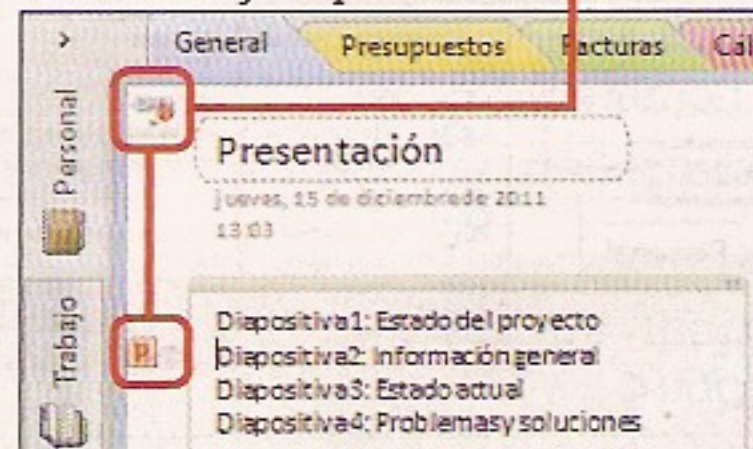 General Presupuestos Facturas Cál
Personal
Trabajo
Presentación
jueves, 15 de diciembre de 2011
13:03
Diapositiva1: Estado del proyecto
Diapositiva2: Información general
Diapositiva3: Estado actual
Diapositiva4: Problemas y soluciones